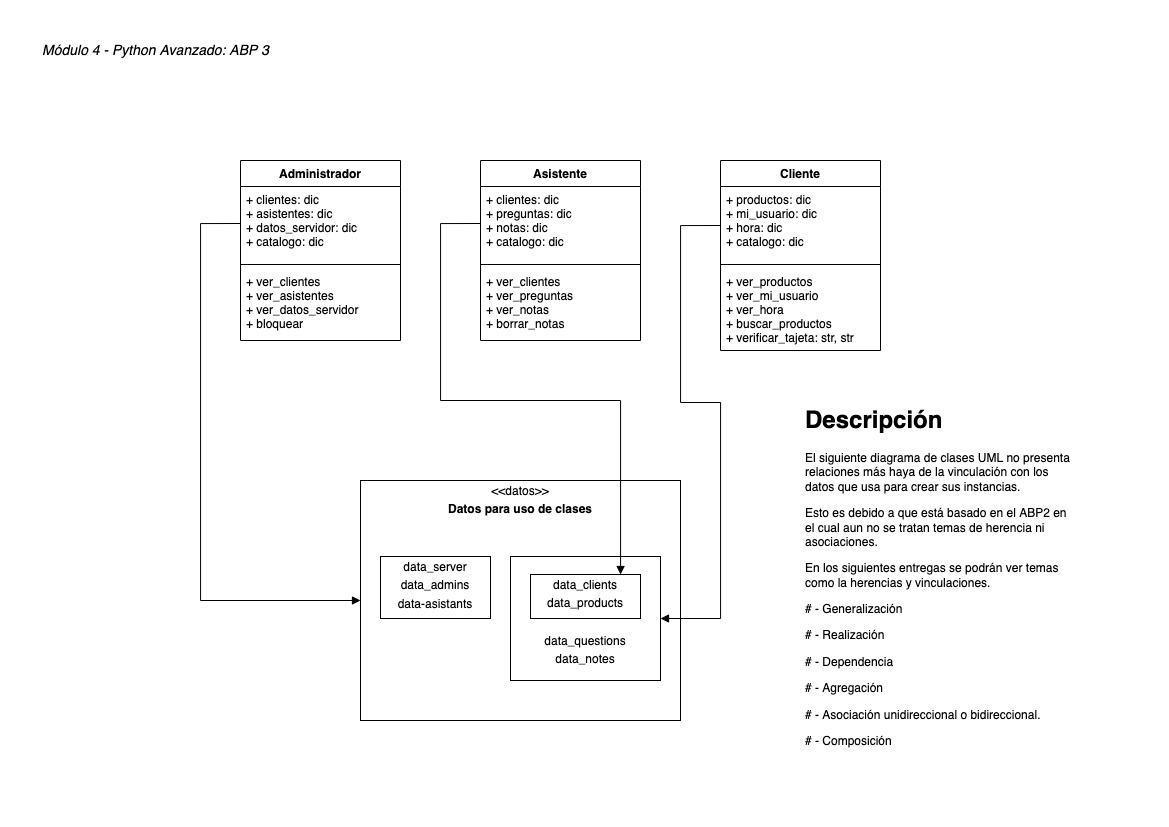 Módulo 4 - Python Avanzado: ABP 3
Administrador
+ clientes: dic
+ asistentes: dic
+ datos_servidor: dic
+ catalogo: dic
+ ver_clientes
+ ver_asistentes
+ ver_datos_servidor
+ bloquear
Asistente
+ clientes: dic
+ preguntas: dic
+ notas: dic
+ catalogo: dic
+ ver_clientes
+ ver_preguntas
+ ver_notas
+ borrar_notas
Cliente
+ productos: dic
+ mi_usuario: dic
+ hora: dic
+ catalogo: dic
+ ver_productos
+ ver_mi_usuario
+ ver_hora
+ buscar_productos
+ verificar_tajeta: str, str
<<datos>>
Datos para uso de clases
data_server
data_admins
data-asistants
data_clients
data_products
data_questions
data_notes
Descripción
El siguiente diagrama de clases UML no presenta
relaciones más haya de la vinculación con los
datos que usa para crear sus instancias.
Esto es debido a que está basado en el ABP2 en
el cual aun no se tratan temas de herencia ni
asociaciones.
En los siguientes entregas se podrán ver temas
como la herencias y vinculaciones.
# - Generalización
# - Realización
# - Dependencia
# - Agregación
# - Asociación unidireccional o bidireccional.
# - Composición